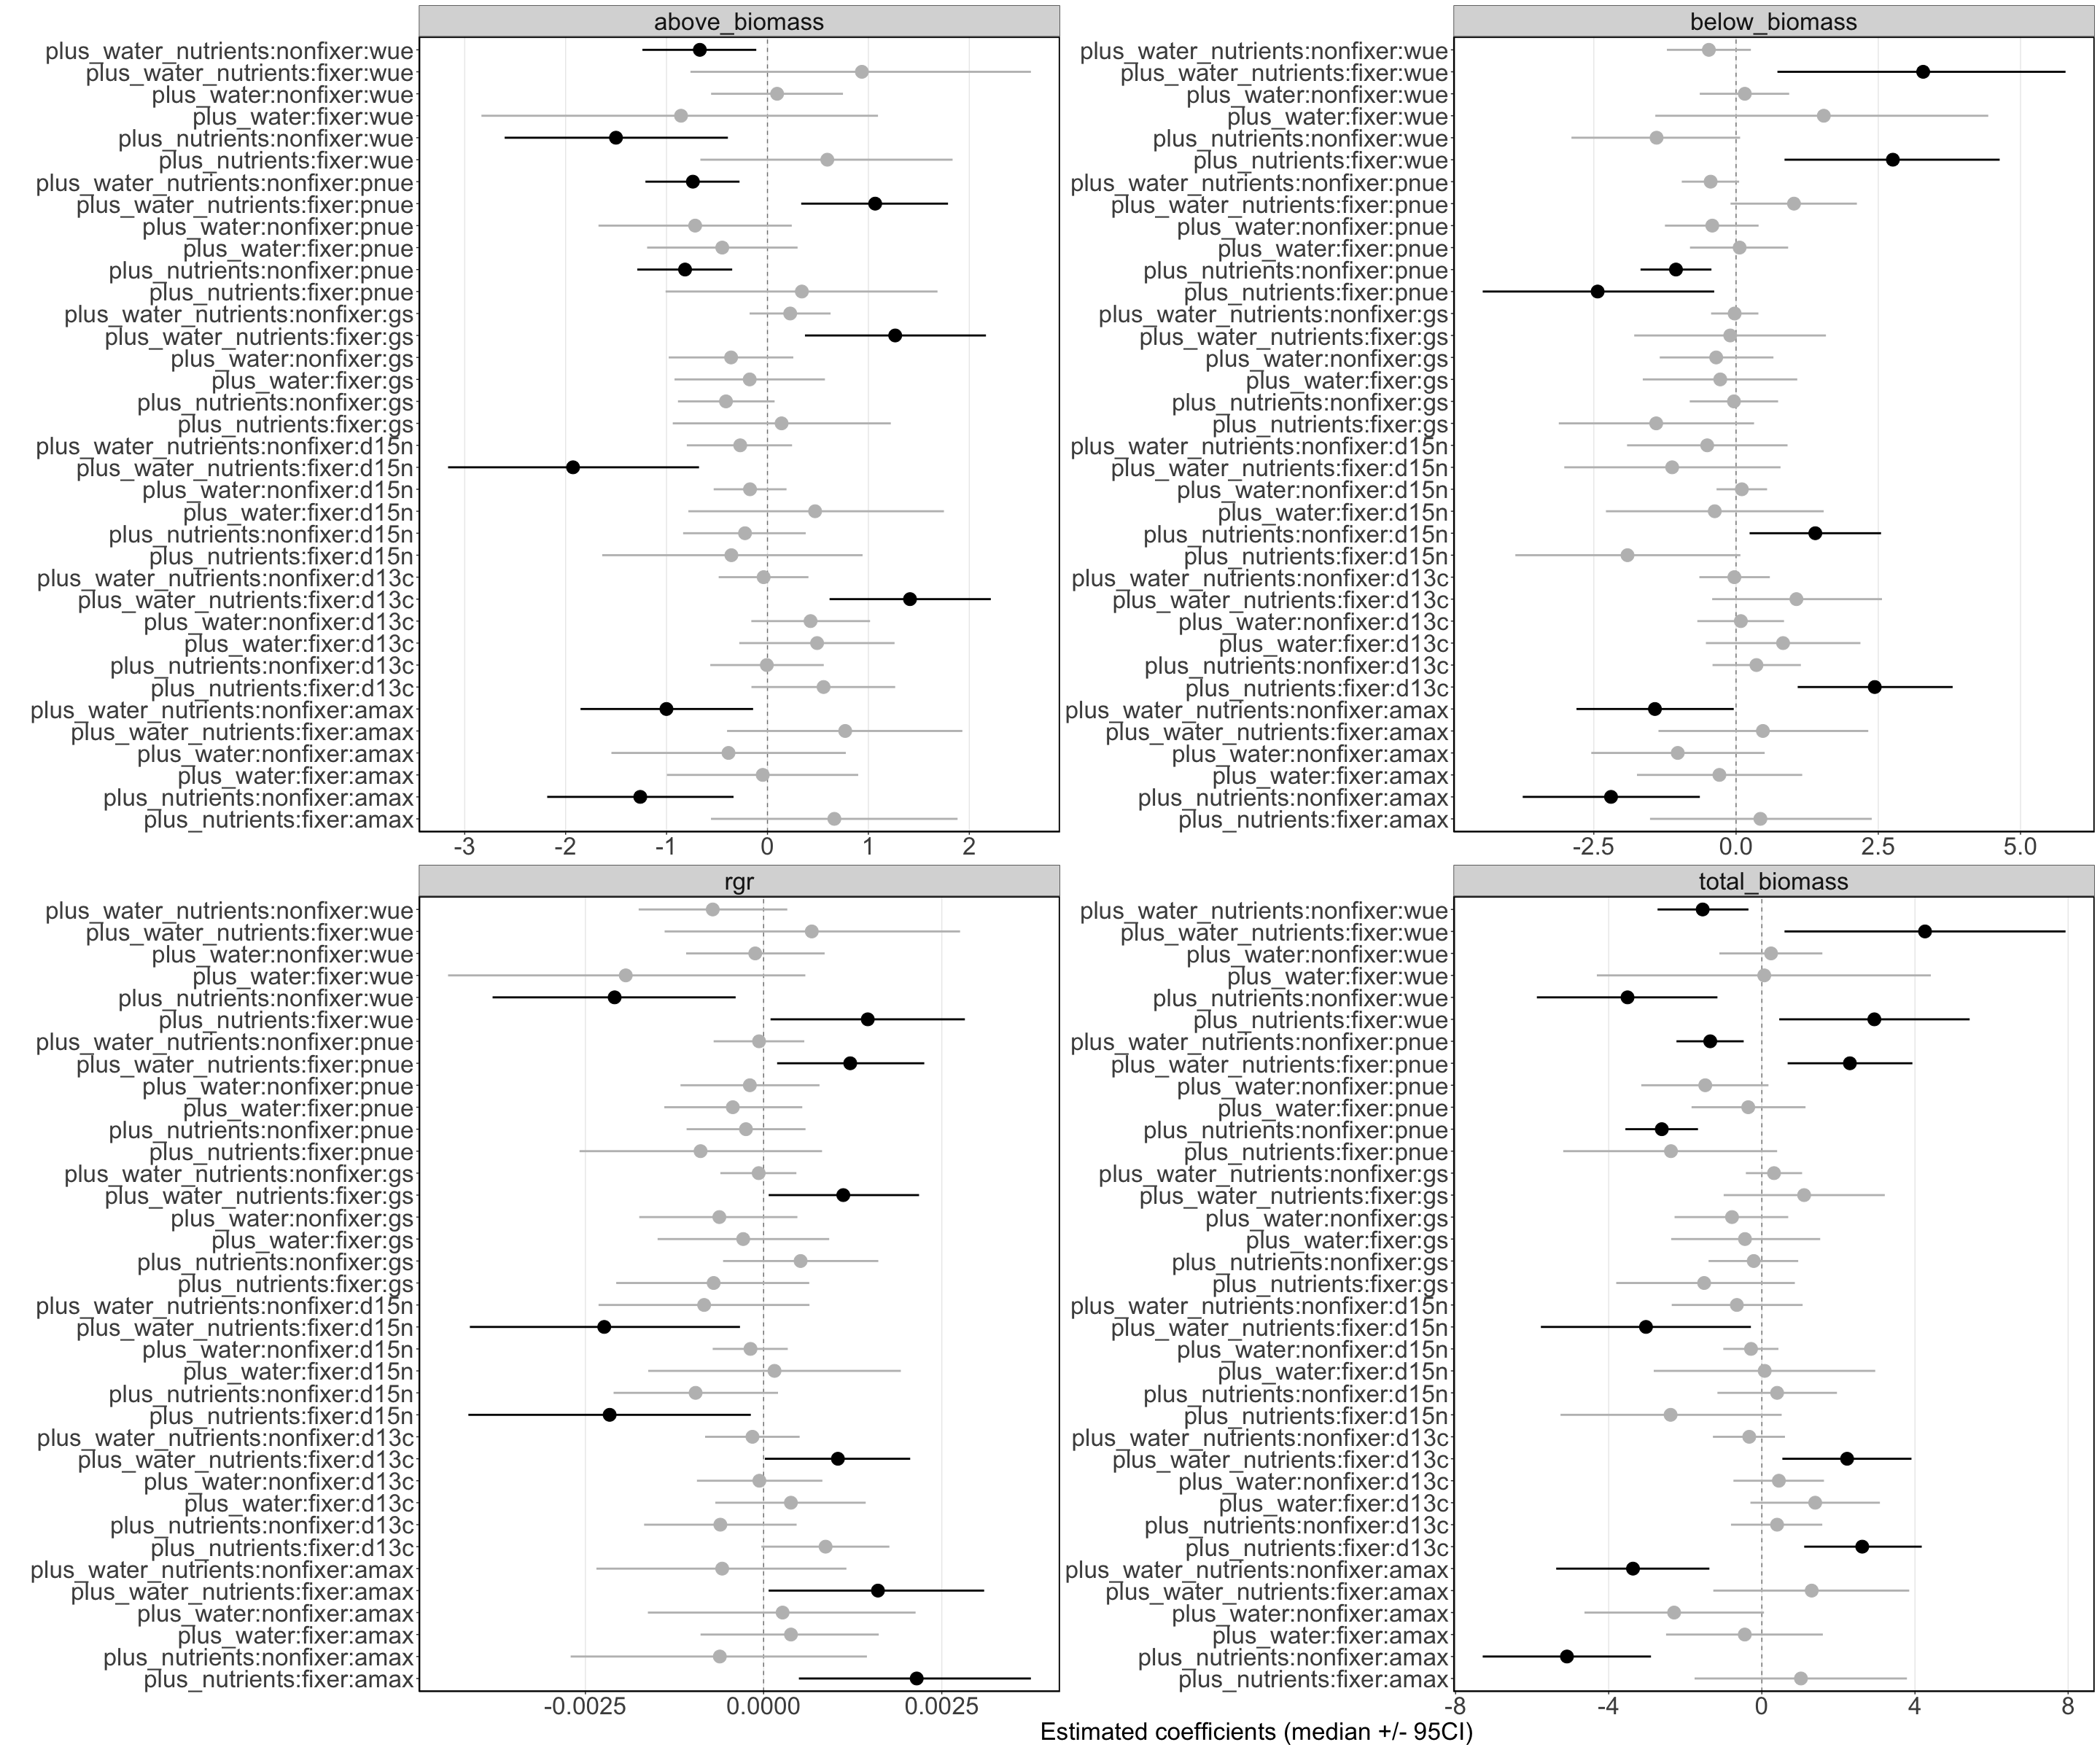 above_biomass
plus_water_nutrients:nonfixer:wue
plus_water_nutrients:fixer:wue
plus_water:nonfixer:wue
plus_water:fixer:wue
plus_nutrients:nonfixer:wue
plus_nutrients:fixer:wue
plus_water_nutrients:nonfixer:pnue
plus_water_nutrients:fixer:pnue
plus_water:nonfixer:pnue
plus_water:fixer:pnue
plus_nutrients:nonfixer:pnue
plus_nutrients:fixer:pnue
plus_water_nutrients:nonfixer:gs
plus_water_nutrients:fixer:gs
plus_water:nonfixer:gs
plus_water:fixer:gs
plus_nutrients:nonfixer:gs
plus_nutrients:fixer:gs
plus_water_nutrients:nonfixer:d15n
plus_water_nutrients:fixer:d15n
plus_water:nonfixer:d15n
plus_water:fixer:d15n
plus_nutrients:nonfixer:d15n
plus_nutrients:fixer:d15n
plus_water_nutrients:nonfixer:d13c
plus_water_nutrients:fixer:d13c
plus_water:nonfixer:d13c
plus_water:fixer:d13c
plus_nutrients:nonfixer:d13c
plus_nutrients:fixer:d13c
plus_water_nutrients:nonfixer:amax
plus_water_nutrients:fixer:amax
plus_water:nonfixer:amax
plus_water:fixer:amax
plus_nutrients:nonfixer:amax
plus_nutrients:fixer:amax
-3 -2 -1 0 1 2
below_biomass
plus_water_nutrients:nonfixer:wue
plus_water_nutrients:fixer:wue
plus_water:nonfixer:wue
plus_water:fixer:wue
plus_nutrients:nonfixer:wue
plus_nutrients:fixer:wue
plus_water_nutrients:nonfixer:pnue
plus_water_nutrients:fixer:pnue
plus_water:nonfixer:pnue
plus_water:fixer:pnue
plus_nutrients:nonfixer:pnue
plus_nutrients:fixer:pnue
plus_water_nutrients:nonfixer:gs
plus_water_nutrients:fixer:gs
plus_water:nonfixer:gs
plus_water:fixer:gs
plus_nutrients:nonfixer:gs
plus_nutrients:fixer:gs
plus_water_nutrients:nonfixer:d15n
plus_water_nutrients:fixer:d15n
plus_water:nonfixer:d15n
plus_water:fixer:d15n
plus_nutrients:nonfixer:d15n
plus_nutrients:fixer:d15n
plus_water_nutrients:nonfixer:d13c
plus_water_nutrients:fixer:d13c
plus_water:nonfixer:d13c
plus_water:fixer:d13c
plus_nutrients:nonfixer:d13c
plus_nutrients:fixer:d13c
plus_water_nutrients:nonfixer:amax
plus_water_nutrients:fixer:amax
plus_water:nonfixer:amax
plus_water:fixer:amax
plus_nutrients:nonfixer:amax
plus_nutrients:fixer:amax
-2.5 0.0 2.5 5.0
rgr
plus_water_nutrients:nonfixer:wue
plus_water_nutrients:fixer:wue
plus_water:nonfixer:wue
plus_water:fixer:wue
plus_nutrients:nonfixer:wue
plus_nutrients:fixer:wue
plus_water_nutrients:nonfixer:pnue
plus_water_nutrients:fixer:pnue
plus_water:nonfixer:pnue
plus_water:fixer:pnue
plus_nutrients:nonfixer:pnue
plus_nutrients:fixer:pnue
plus_water_nutrients:nonfixer:gs
plus_water_nutrients:fixer:gs
plus_water:nonfixer:gs
plus_water:fixer:gs
plus_nutrients:nonfixer:gs
plus_nutrients:fixer:gs
plus_water_nutrients:nonfixer:d15n
plus_water_nutrients:fixer:d15n
plus_water:nonfixer:d15n
plus_water:fixer:d15n
plus_nutrients:nonfixer:d15n
plus_nutrients:fixer:d15n
plus_water_nutrients:nonfixer:d13c
plus_water_nutrients:fixer:d13c
plus_water:nonfixer:d13c
plus_water:fixer:d13c
plus_nutrients:nonfixer:d13c
plus_nutrients:fixer:d13c
plus_water_nutrients:nonfixer:amax
plus_water_nutrients:fixer:amax
plus_water:nonfixer:amax
plus_water:fixer:amax
plus_nutrients:nonfixer:amax
plus_nutrients:fixer:amax
-0.0025 0.0000 0.0025
total_biomass
plus_water_nutrients:nonfixer:wue
plus_water_nutrients:fixer:wue
plus_water:nonfixer:wue
plus_water:fixer:wue
plus_nutrients:nonfixer:wue
plus_nutrients:fixer:wue
plus_water_nutrients:nonfixer:pnue
plus_water_nutrients:fixer:pnue
plus_water:nonfixer:pnue
plus_water:fixer:pnue
plus_nutrients:nonfixer:pnue
plus_nutrients:fixer:pnue
plus_water_nutrients:nonfixer:gs
plus_water_nutrients:fixer:gs
plus_water:nonfixer:gs
plus_water:fixer:gs
plus_nutrients:nonfixer:gs
plus_nutrients:fixer:gs
plus_water_nutrients:nonfixer:d15n
plus_water_nutrients:fixer:d15n
plus_water:nonfixer:d15n
plus_water:fixer:d15n
plus_nutrients:nonfixer:d15n
plus_nutrients:fixer:d15n
plus_water_nutrients:nonfixer:d13c
plus_water_nutrients:fixer:d13c
plus_water:nonfixer:d13c
plus_water:fixer:d13c
plus_nutrients:nonfixer:d13c
plus_nutrients:fixer:d13c
plus_water_nutrients:nonfixer:amax
plus_water_nutrients:fixer:amax
plus_water:nonfixer:amax
plus_water:fixer:amax
plus_nutrients:nonfixer:amax
plus_nutrients:fixer:amax
-8 -4 0 4 8
Estimated coefficients (median +/- 95CI)